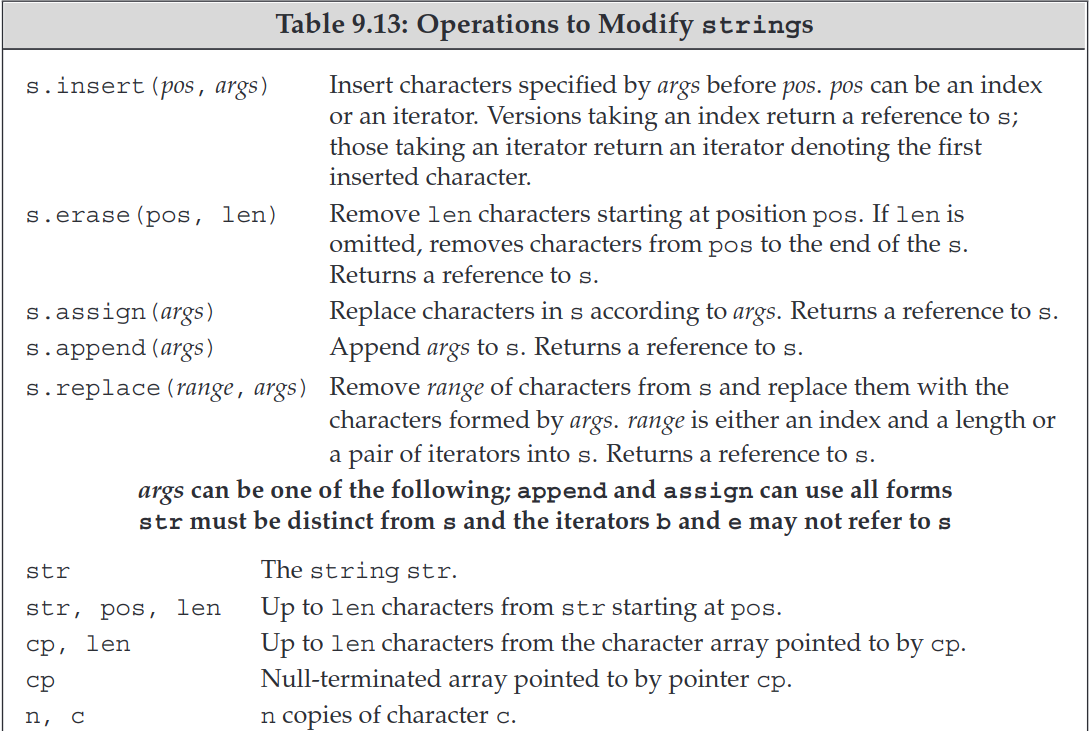 Table 9.13: Operations to Modify strings
s.insert(pos, args) Insert characters specified by args before pos. pos can be an index
or an iterator. Versions taking an index return a reference to s;
those taking an iterator return an iterator denoting the first
inserted character.
s.erase(pos, len) Remove len characters starting at position pos. If len is
omitted, removes characters from pos to the end of the s.
Returns a reference to s.
s.assign(args) Replace characters in s according to args. Returns a reference to s.
s.append(args) Append args to s. Returns a reference to s.
s.replace(range, args) Remove range of characters from s and replace them with the
characters formed by args. range is either an index and a length or
a pair of iterators into s. Returns a reference to s.
args can be one of the following; append and assign can use all forms
str must be distinct from s and the iterators b and e may not refer to s
str The string str.
str, pos, len Up to len characters from str starting at pos.
cp, len Up to len characters from the character array pointed to by cp.
cp Null-terminated array pointed to by pointer cp.
n, c n copies of character c.